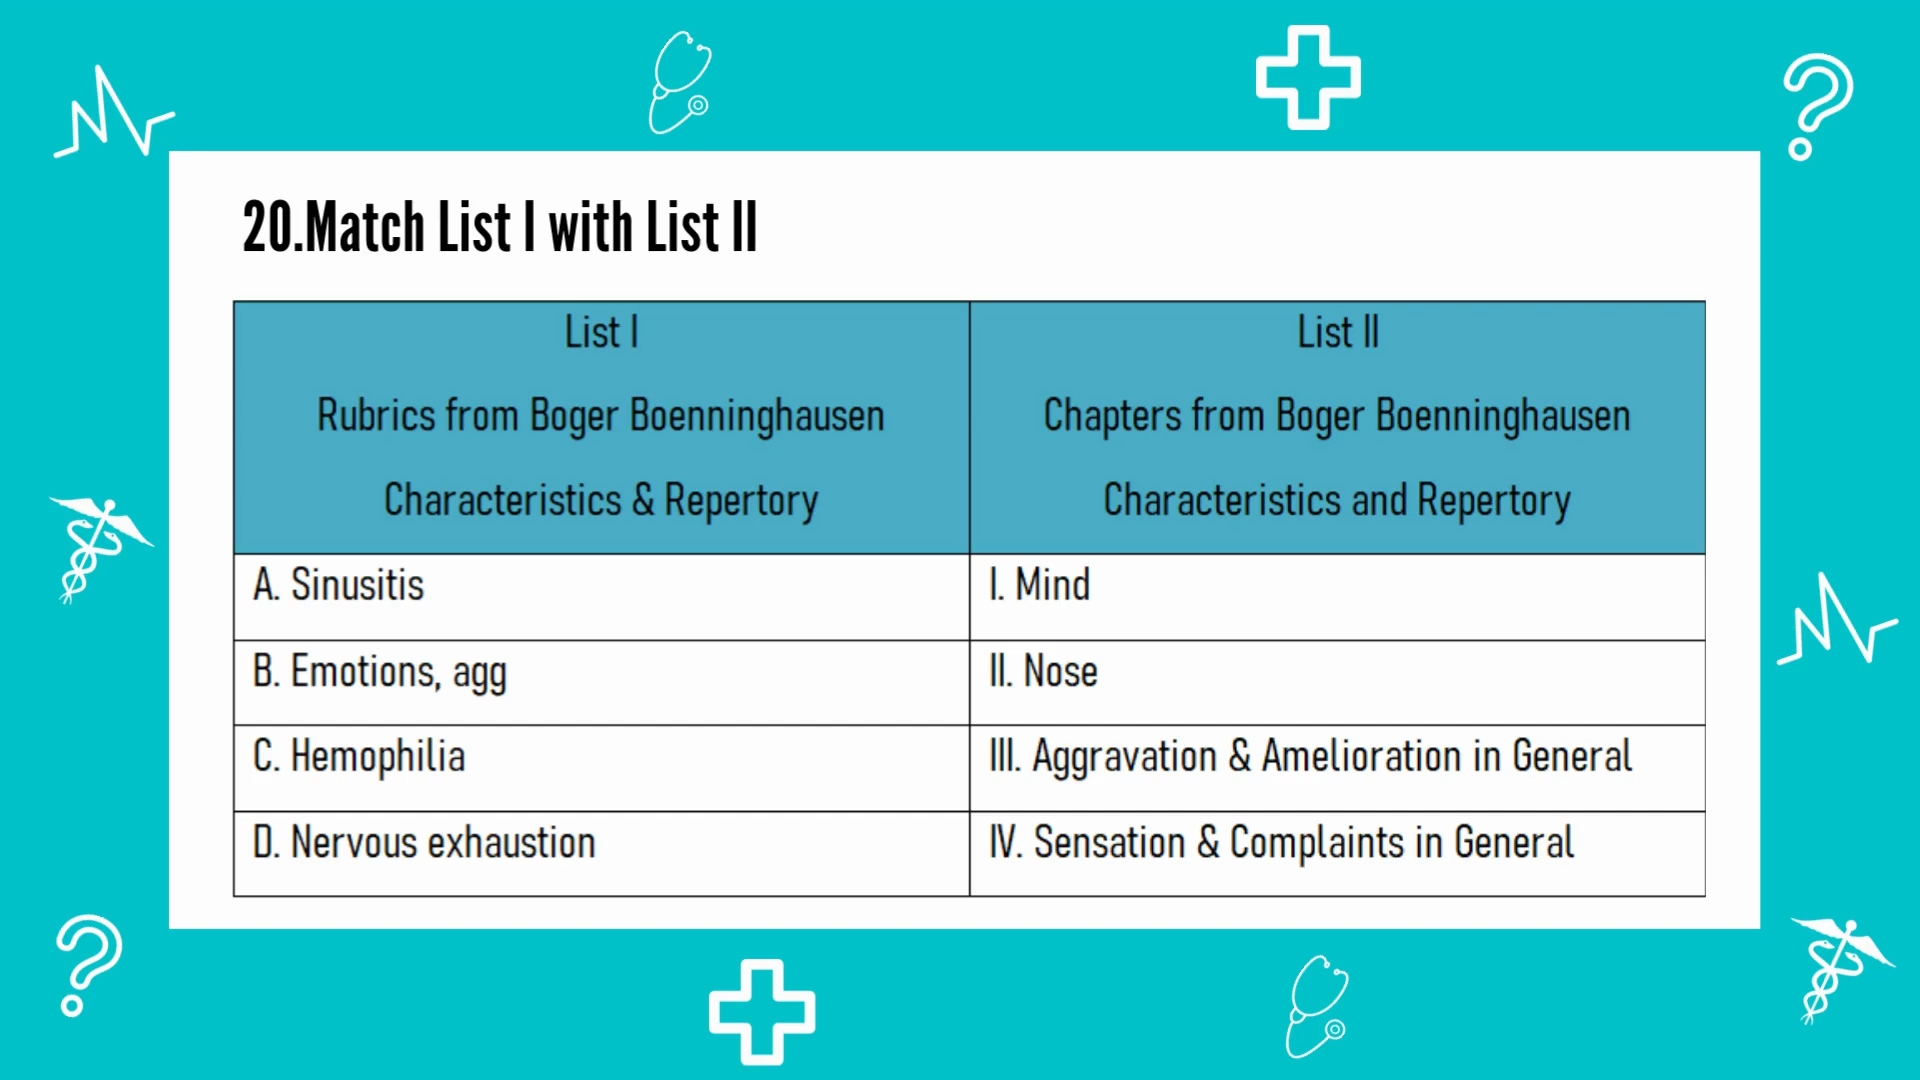 20.Match List I with List II
List I
Rubrics from Boger Boenninghausen
Characteristics & Repertory
List II
Chapters from Boger Boenninghausen
Characteristics and Repertory
A. Sinusitis
I. Mind
B. Emotions, agg
II. Nose
C. Hemophilia
III. Aggravation & Amelioration in General
D. Nervous exhaustion
IV. Sensation & Complaints in General